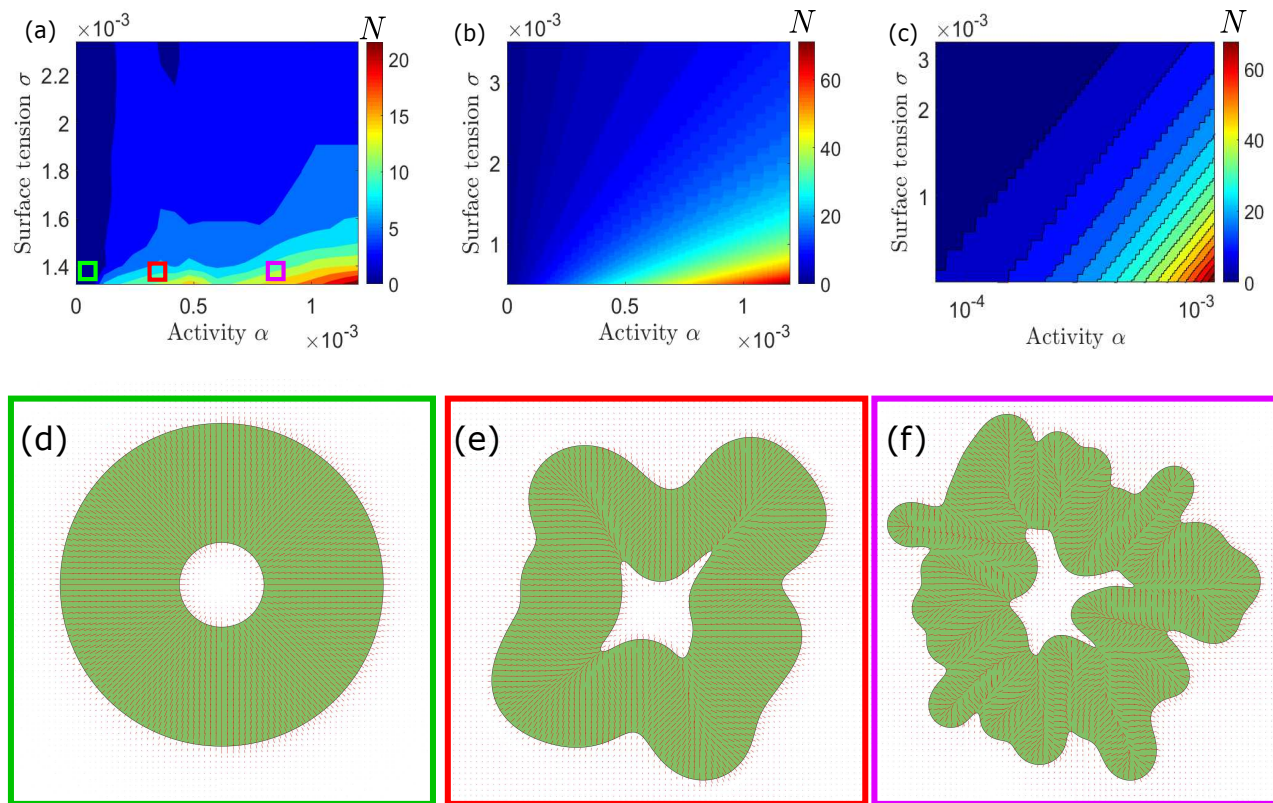 (a) ×10⁻³ N
Surface tension σ
2.2
2
1.8
1.6
1.4
0 0.5 1
Activity α ×10⁻³
20
15
10
5
0
(b) ×10⁻³ N
Surface tension σ
3
2
1
0 0.5 1
Activity α ×10⁻³
60
40
20
0
(c) ×10⁻³ N
Surface tension σ
3
2
1
10⁻⁴ 10⁻³
Activity α
60
40
20
0
(d)
(e)
(f)